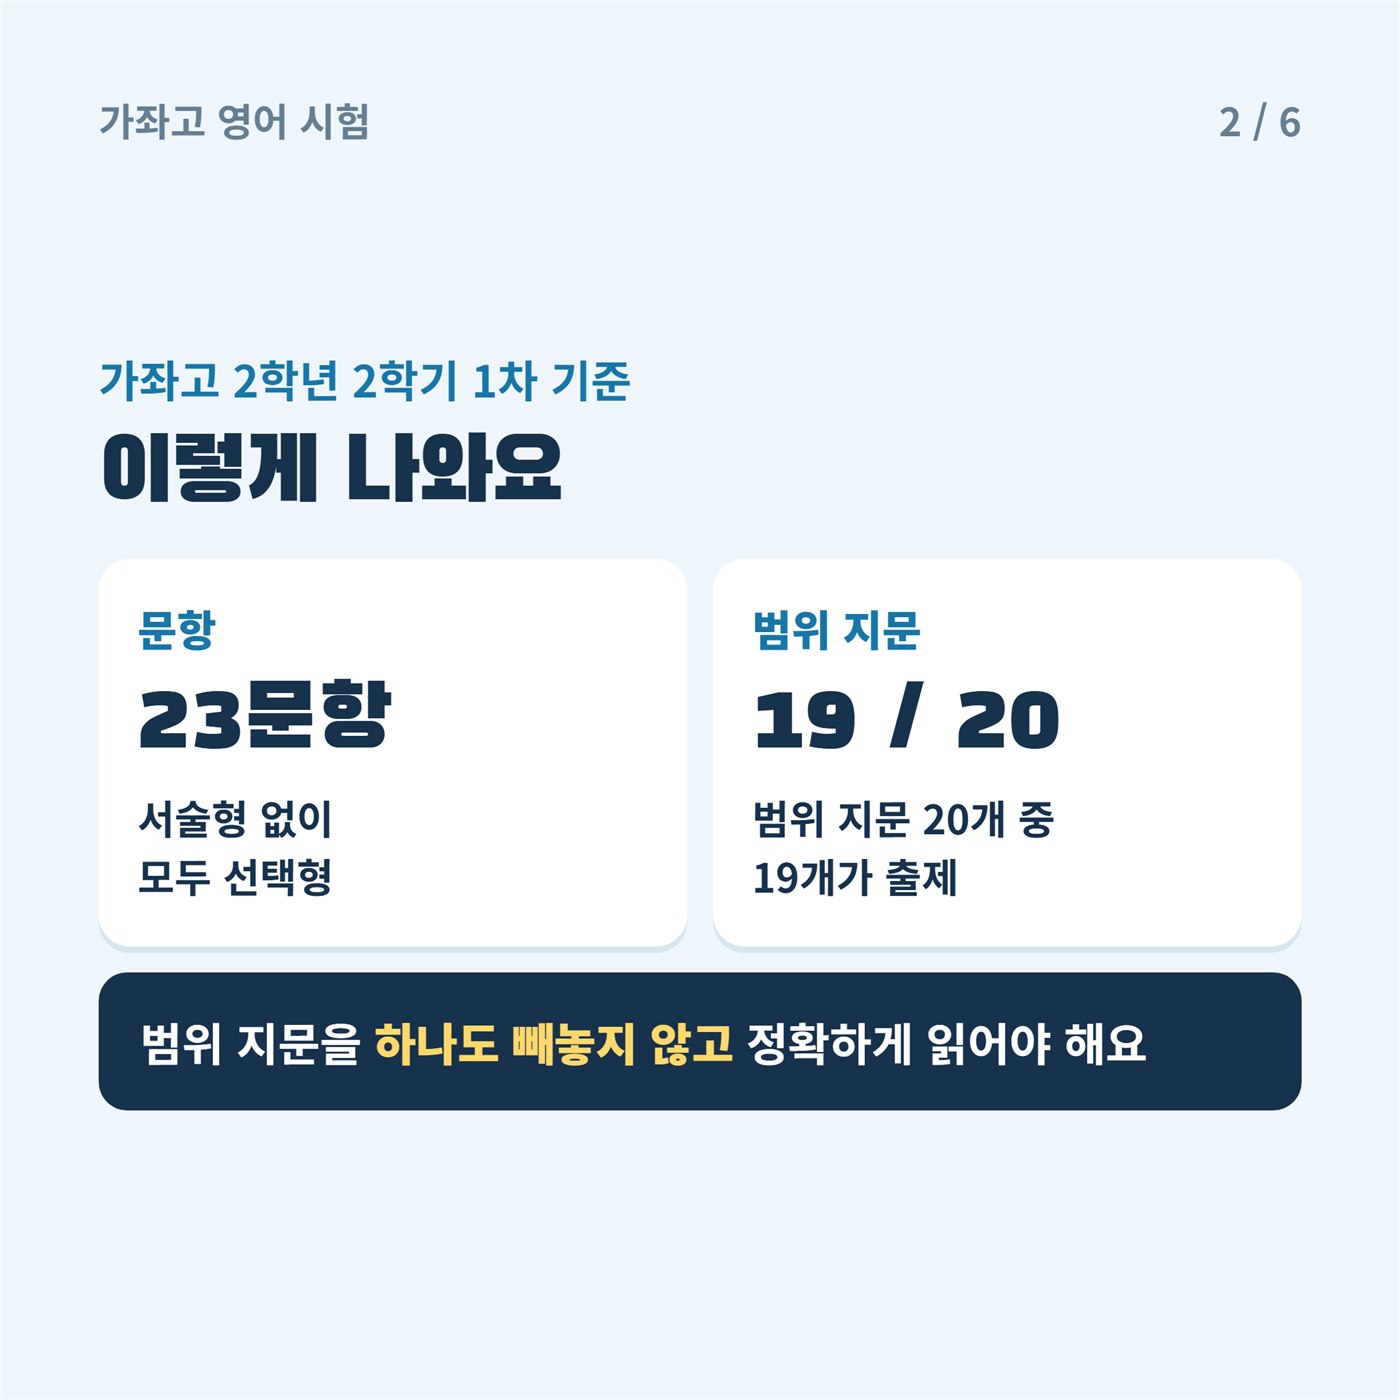 가좌고 영어 시험
2 / 6
가좌고 2학년 2학기 1차 기준
이렇게 나와요
문항
23문항
서술형 없이
모두 선택형
범위 지문
19 / 20
범위 지문 20개 중
19개가 출제
범위 지문을 하나도 빼놓지 않고 정확하게 읽어야 해요